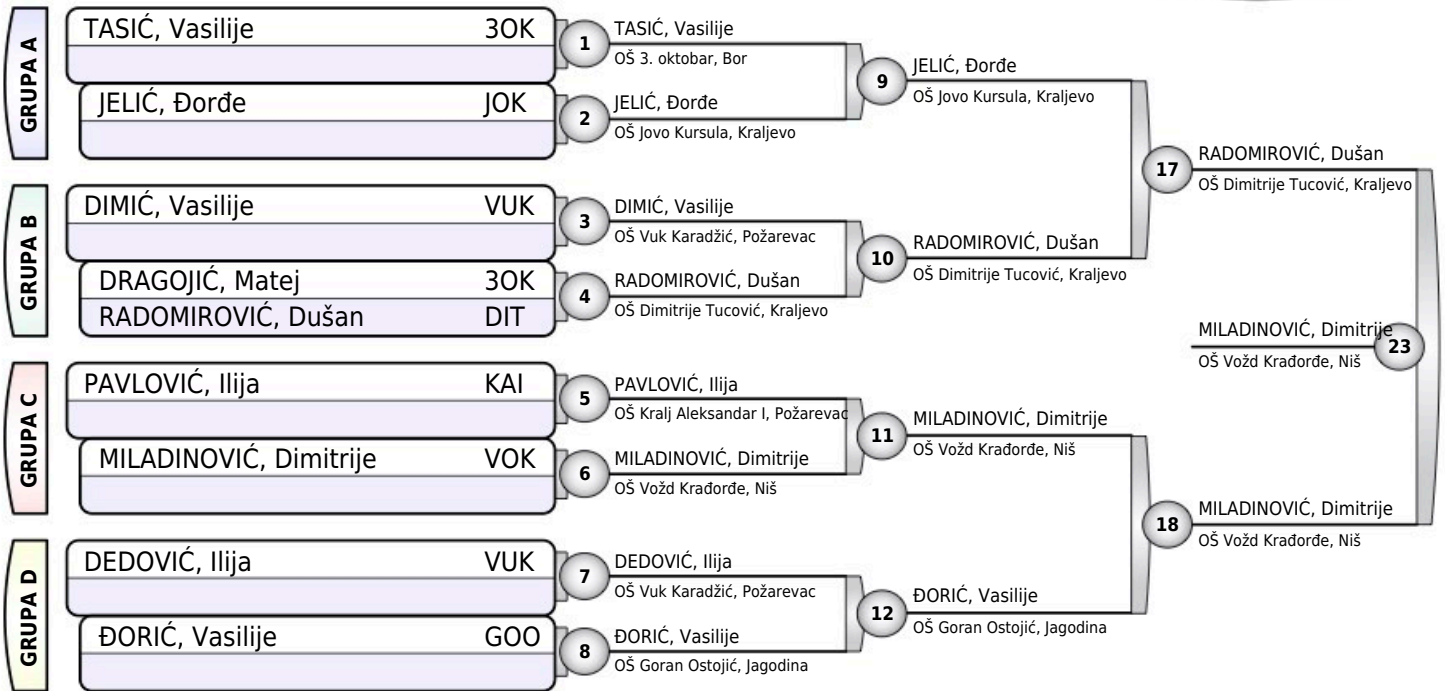 GRUPA A
TASIĆ, Vasilije 3OK
JELIĆ, Đorđe JOK
GRUPA B
DIMIĆ, Vasilije VUK
DRAGOJIĆ, Matej 3OK
RADOMIROVIĆ, Dušan DIT
GRUPA C
PAVLOVIĆ, Ilija KAI
MILADINOVIĆ, Dimitrije VOK
GRUPA D
DEDOVIĆ, Ilija VUK
ĐORIĆ, Vasilije GOO
1
TASIĆ, Vasilije
OŠ 3. oktobar, Bor
2
JELIĆ, Đorđe
OŠ Jovo Kursula, Kraljevo
3
DIMIĆ, Vasilije
OŠ Vuk Karadžić, Požarevac
4
RADOMIROVIĆ, Dušan
OŠ Dimitrije Tucović, Kraljevo
5
PAVLOVIĆ, Ilija
OŠ Kralj Aleksandar I, Požarevac
6
MILADINOVIĆ, Dimitrije
OŠ Vožd Krađorđe, Niš
7
DEDOVIĆ, Ilija
OŠ Vuk Karadžić, Požarevac
8
ĐORIĆ, Vasilije
OŠ Goran Ostojić, Jagodina
9
JELIĆ, Đorđe
OŠ Jovo Kursula, Kraljevo
10
RADOMIROVIĆ, Dušan
OŠ Dimitrije Tucović, Kraljevo
11
MILADINOVIĆ, Dimitrije
OŠ Vožd Krađorđe, Niš
12
ĐORIĆ, Vasilije
OŠ Goran Ostojić, Jagodina
17
RADOMIROVIĆ, Dušan
OŠ Dimitrije Tucović, Kraljevo
18
MILADINOVIĆ, Dimitrije
OŠ Vožd Krađorđe, Niš
23
MILADINOVIĆ, Dimitrije
OŠ Vožd Krađorđe, Niš